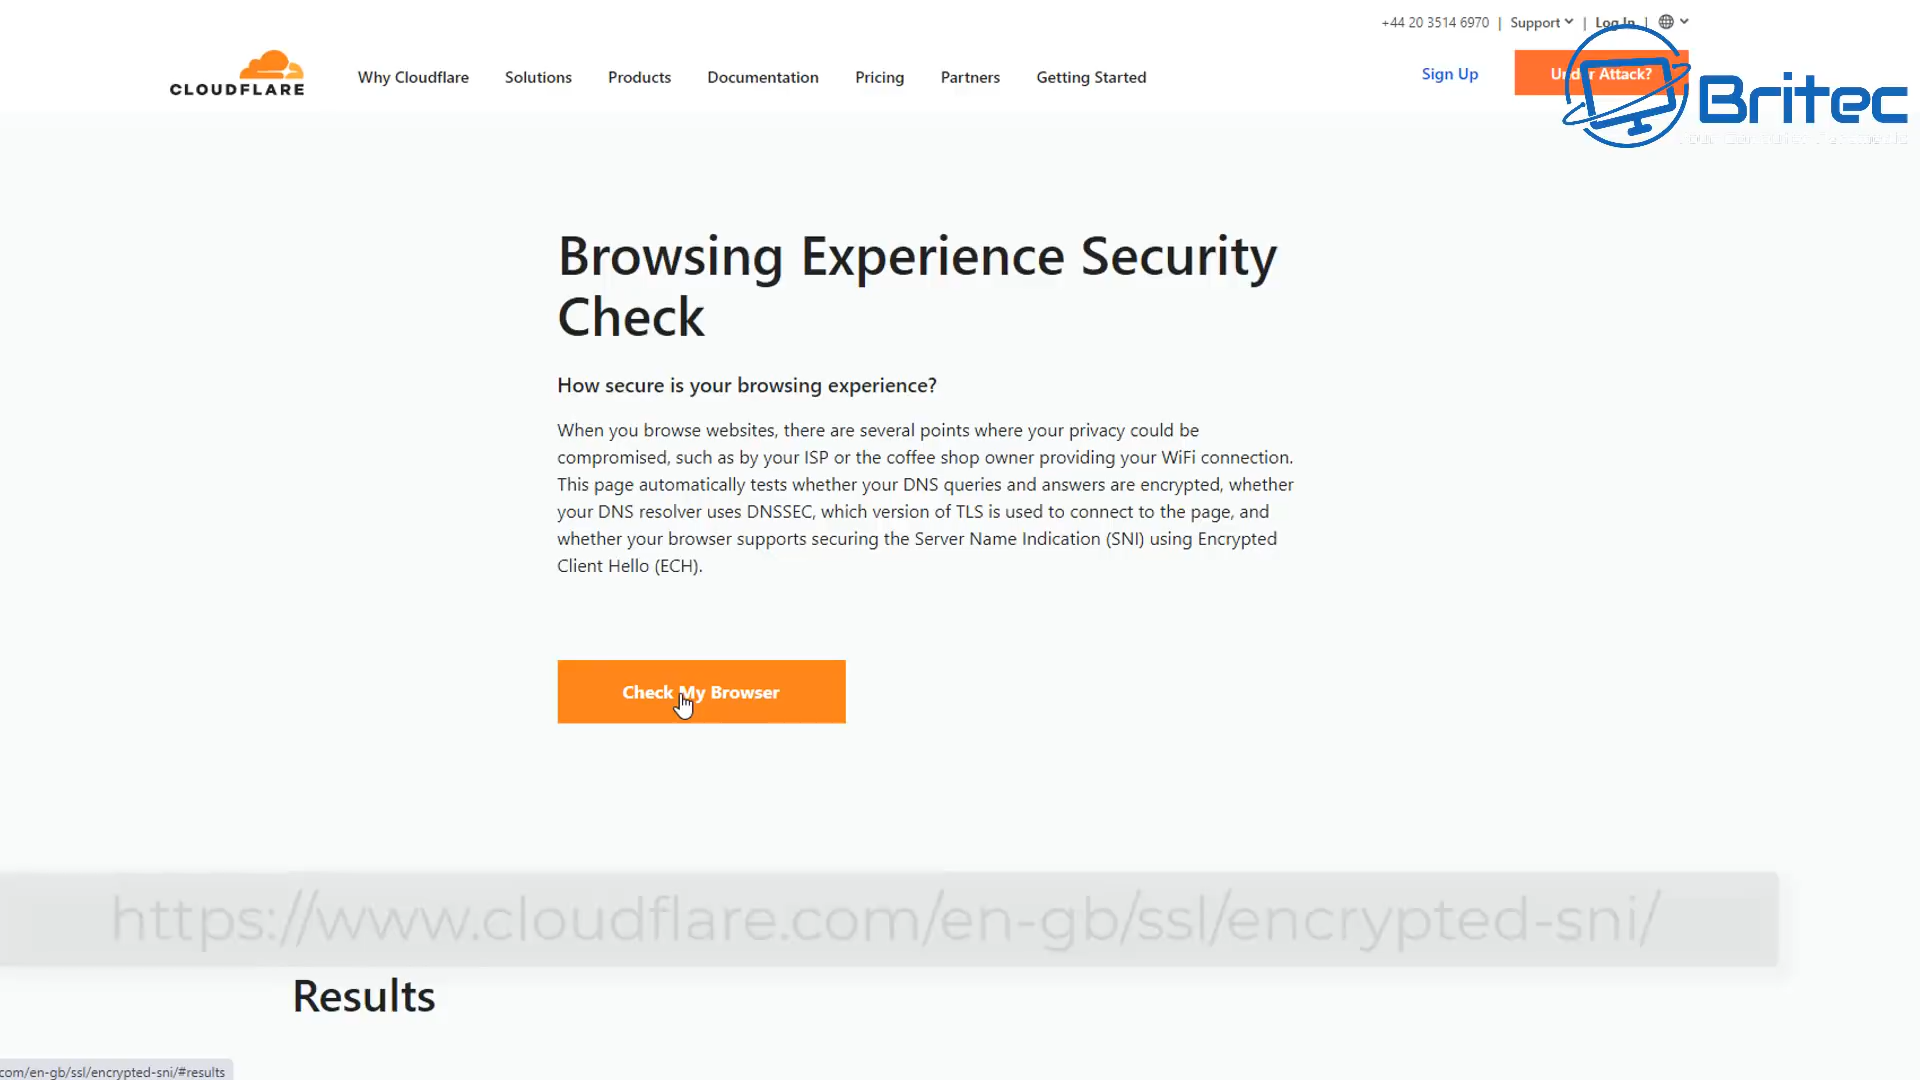 +44 20 3514 6970 | Support | Log In |
CLOUDFLARE
Why Cloudflare Solutions Products Documentation Pricing Partners Getting Started
Sign Up
Under Attack?
Britec
Browsing Experience Security
Check
How secure is your browsing experience?
When you browse websites, there are several points where your privacy could be
compromised, such as by your ISP or the coffee shop owner providing your WiFi connection.
This page automatically tests whether your DNS queries and answers are encrypted, whether
your DNS resolver uses DNSSEC, which version of TLS is used to connect to the page, and
whether your browser supports securing the Server Name Indication (SNI) using Encrypted
Client Hello (ECH).
Check My Browser
https://www.cloudflare.com/en-gb/ssl/encrypted-sni/
Results
com/en-gb/ssl/encrypted-sni/#results